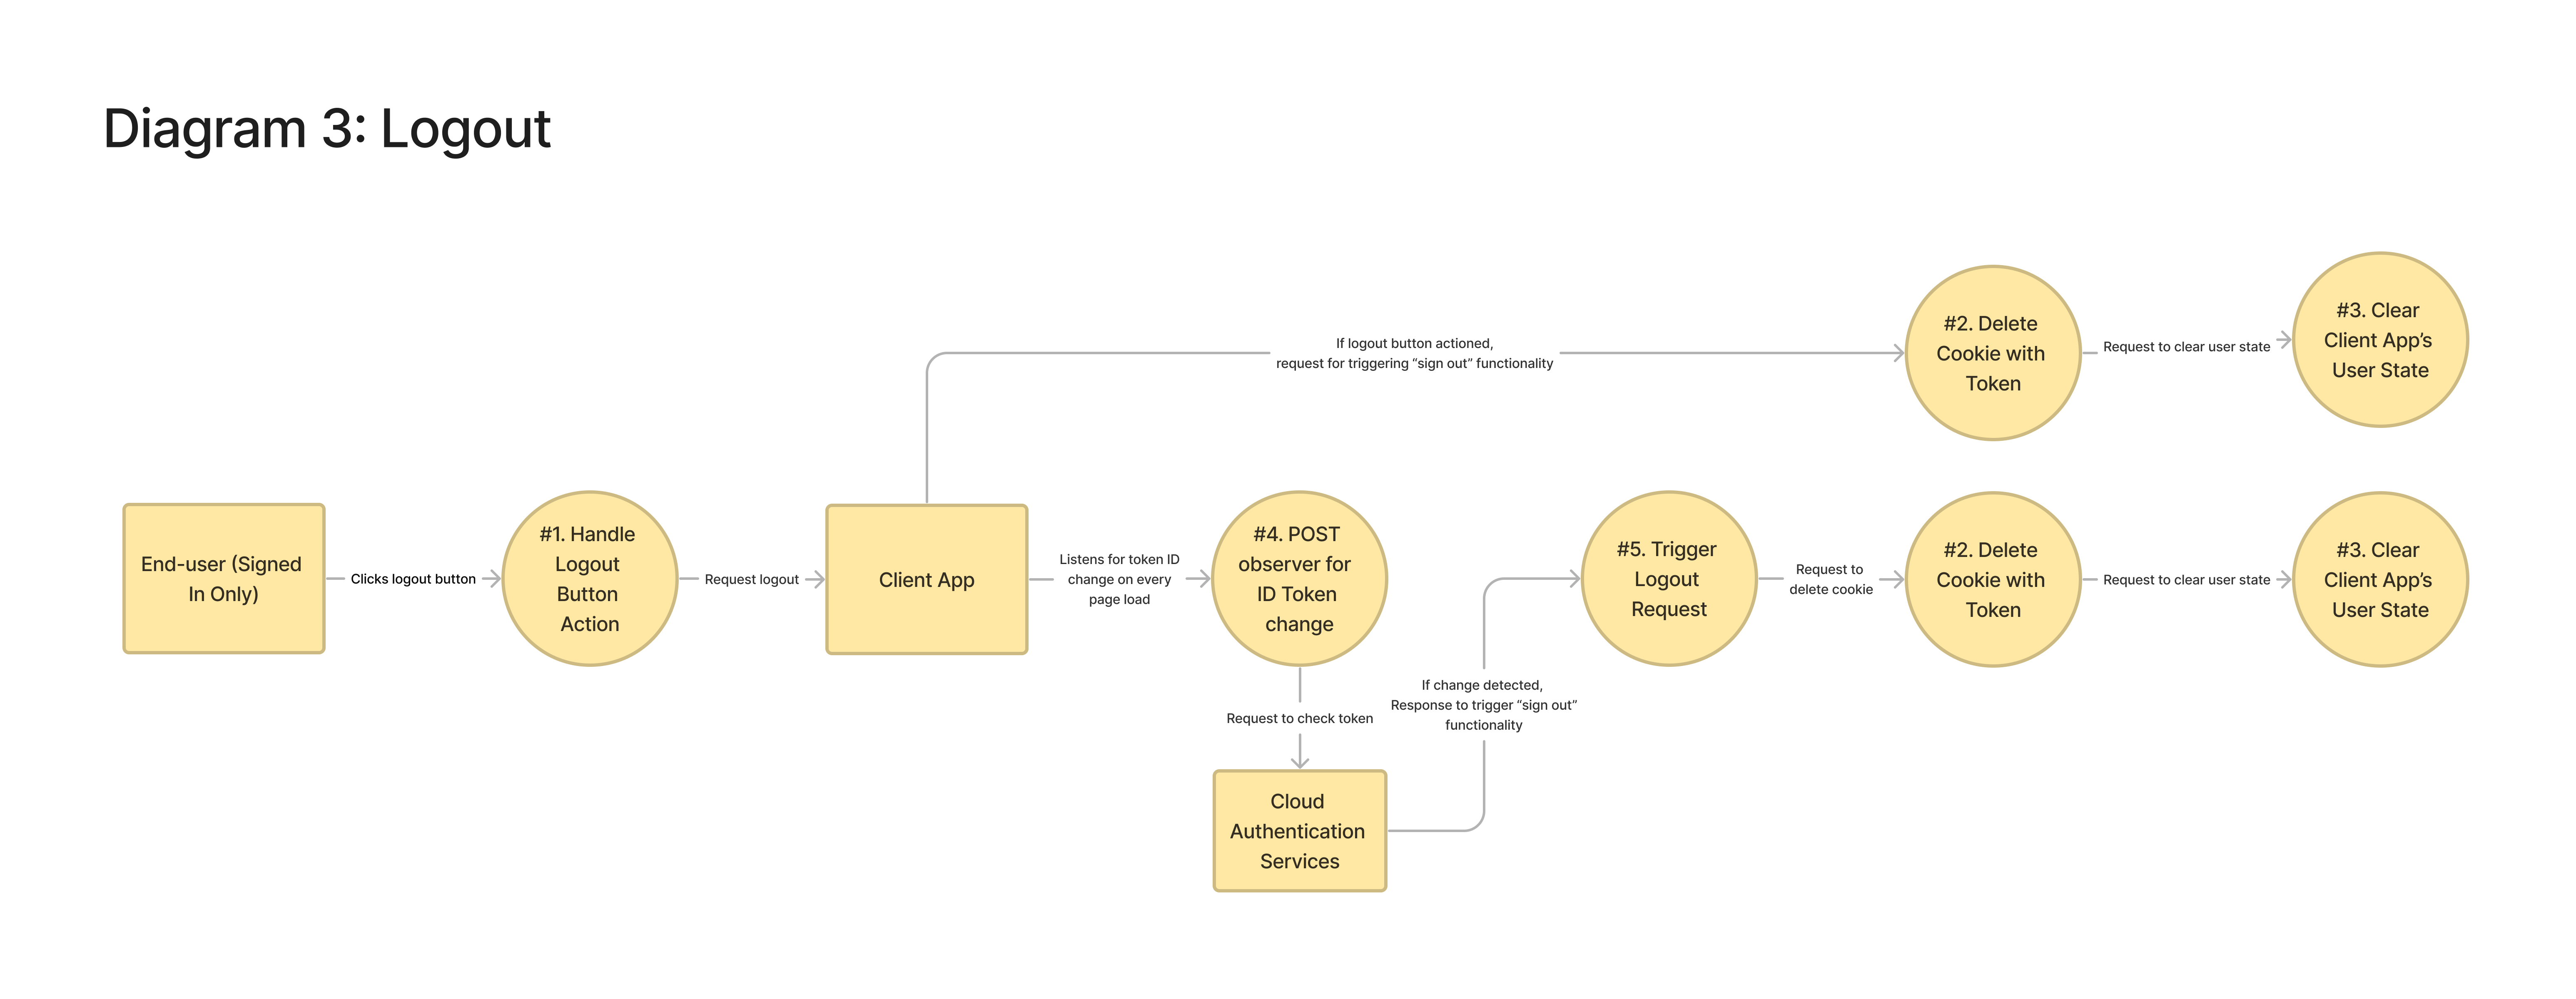 Diagram 3: Logout
If logout button actioned,
request for triggering “sign out” functionality
#2. Delete
Cookie with
Token
Request to clear user state
#3. Clear
Client App’s
User State
End-user (Signed
In Only)
Clicks logout button
#1. Handle
Logout
Button
Action
Request logout
Client App
Listens for token ID
change on every
page load
#4. POST
observer for
ID Token
change
Request to check token
Cloud
Authentication
Services
If change detected,
Response to trigger “sign out”
functionality
#5. Trigger
Logout
Request
Request to
delete cookie
#2. Delete
Cookie with
Token
Request to clear user state
#3. Clear
Client App’s
User State